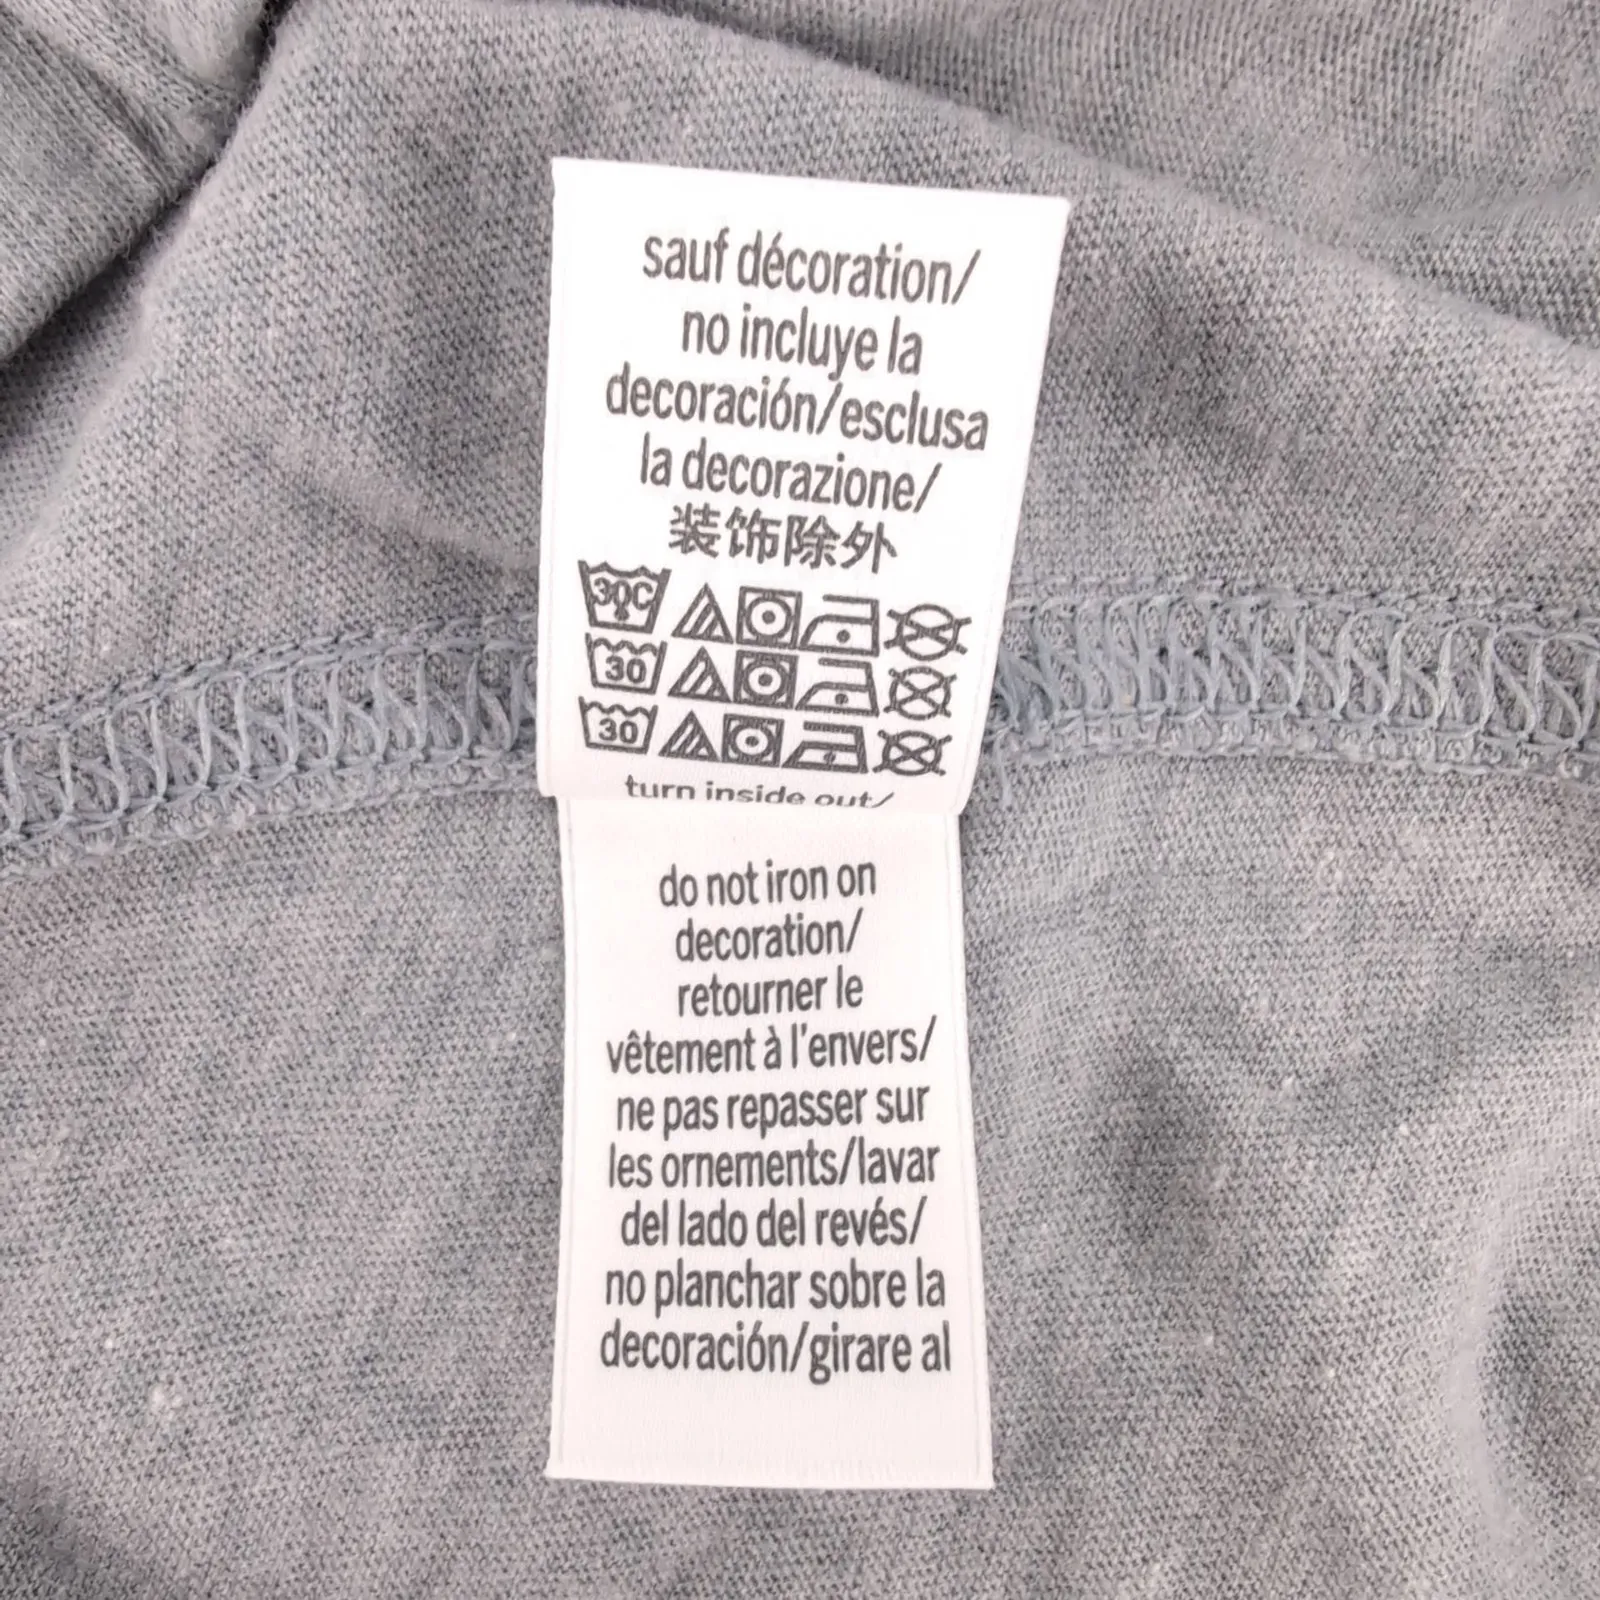 sauf décoration/
no incluye la
decoración/esclusa
la decorazione/
装饰除外
30C
30
30
turn inside out/
do not iron on
decoration/
retourner le
vêtement à l'envers/
ne pas repasser sur
les ornements/lavar
del lado del revés/
no planchar sobre la
decoración/girare al